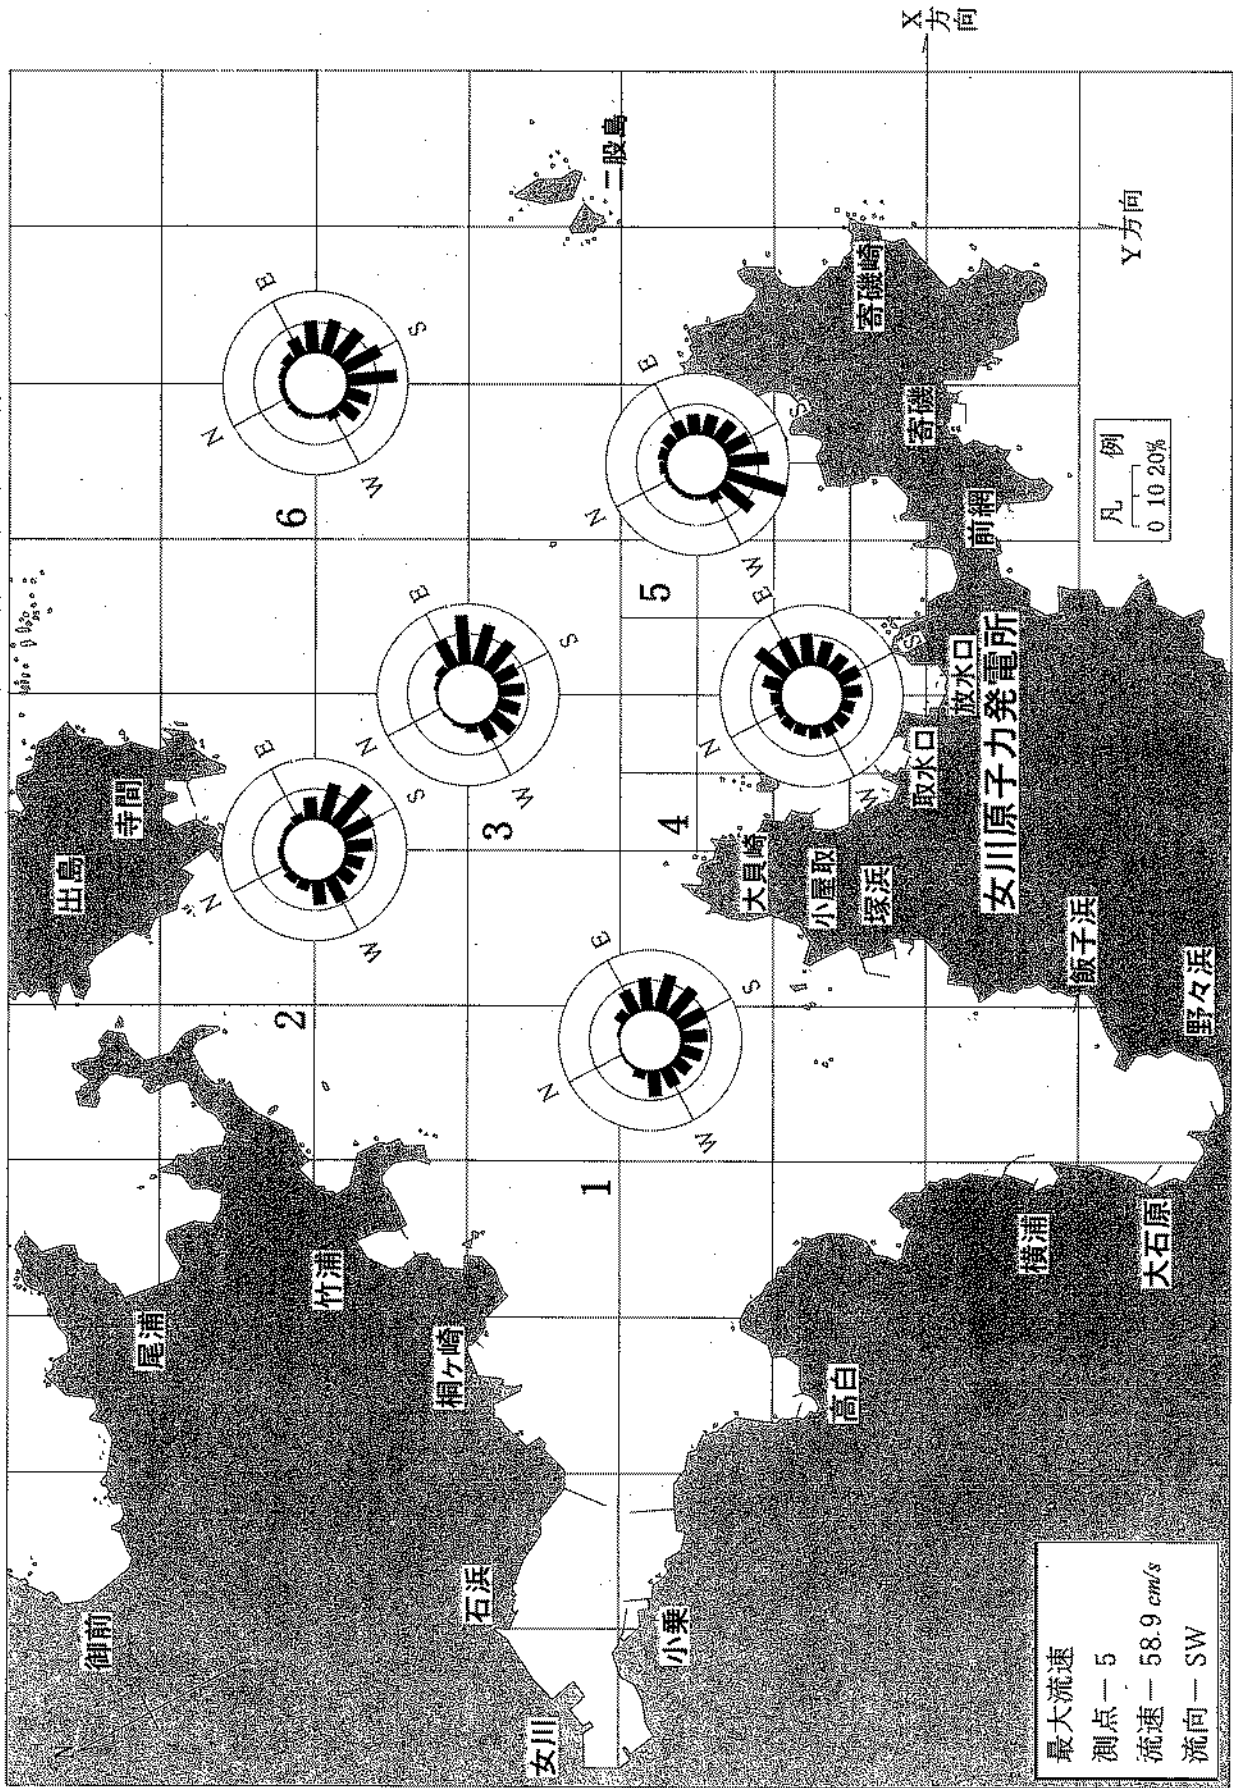 出島
寺間
二股島
尾浦
竹浦
桐ヶ崎
御前
石浜
女川
小乗
高白
横浦
大石原
野々浜
飯子浜
塚浜
小屋取
大貝崎
取水口
放水口
女川原子力発電所
前網
寄磯
寄磯崎
X
方向
Y方向
1
N
E
S
W
2
N
E
S
W
3
N
E
S
W
4
N
E
S
W
5
N
E
S
W
6
N
E
S
W
凡 例
0 10 20%
最大流速
測点－5
流速－58.9 cm/s
流向－SW
N